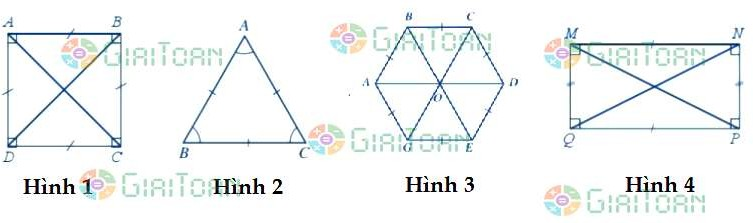 A B
D C
Hình 1
A
B C
Hình 2
B C
A O D
G E
Hình 3
M N
Q P
Hình 4
GIAITOAN
GIAITOAN
GIAITOAN
GIAITOAN
GIAITOAN
GIAITOAN